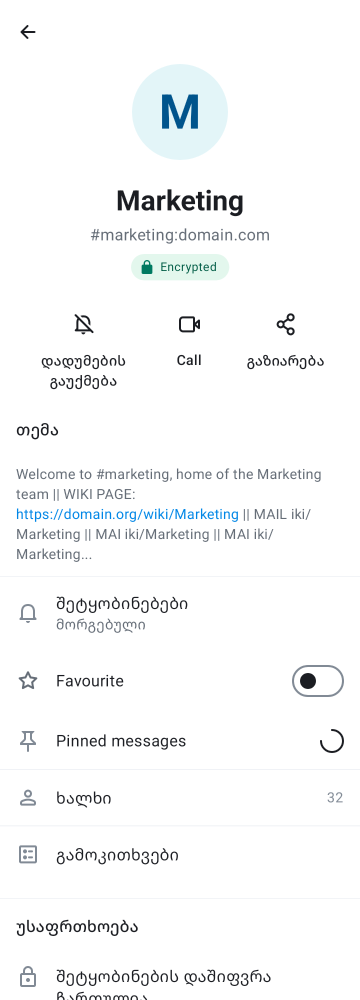 M
Marketing
#marketing:domain.com
Encrypted
დადუმების
გაუქმება
Call
გაზიარება
თემა
Welcome to #marketing, home of the Marketing
team || WIKI PAGE:
https://domain.org/wiki/Marketing || MAIL iki/
Marketing || MAI iki/Marketing || MAI iki/
Marketing...
შეტყობინებები
მორგებული
Favourite
Pinned messages
ხალხი
32
გამოკითხვები
უსაფრთხოება
შეტყობინების დაშიფვრა
ჩართულია